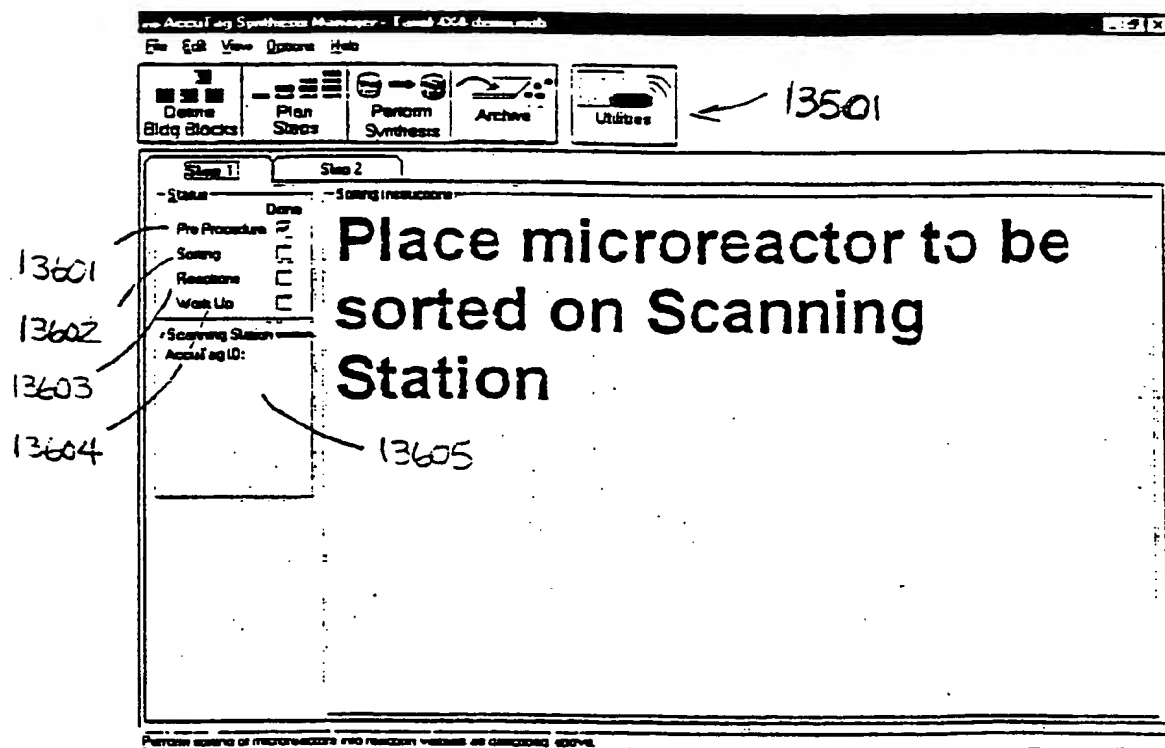 AccuTag Synthesis Manager -
File Edit View Options Help
Define
Bldg Blocks
Plan
Steps
Perform
Synthesis
Archive
Utilities
13501
Step 1
Step 2
Status
Done
Pre Procedure
Sorting
Reactions
Work Up
Scanning Station
AccuTag ID:
Sorting Instructions
Place microreactor to be
sorted on Scanning
Station
13601
13602
13603
13604
13605
Perform sorting of microreactors into reaction vessels as described above.